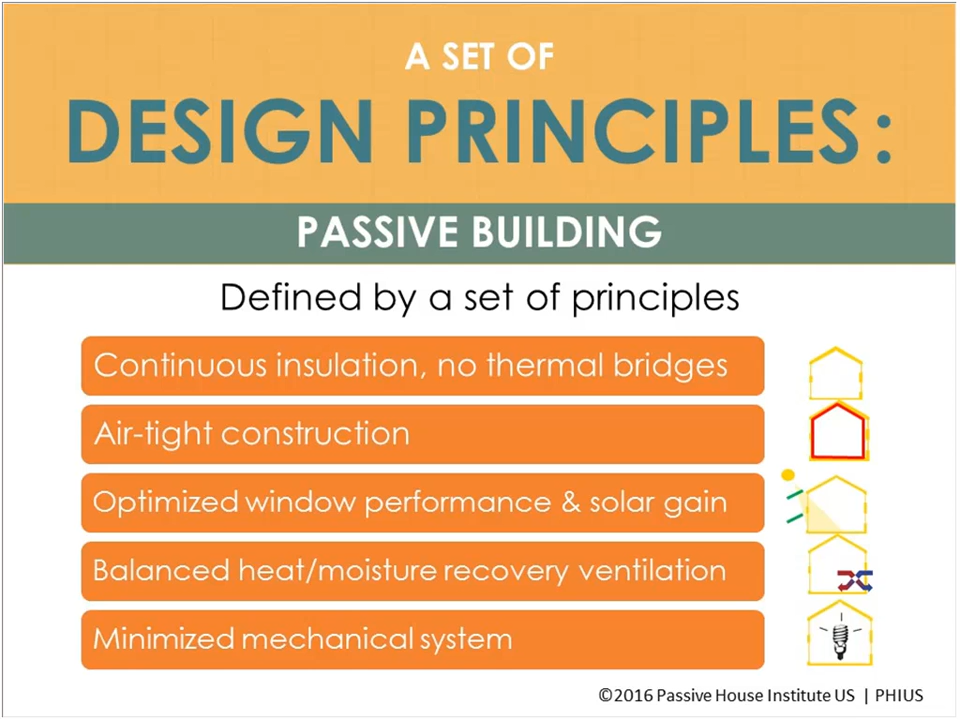 A SET OF
DESIGN PRINCIPLES:
PASSIVE BUILDING
Defined by a set of principles
Continuous insulation, no thermal bridges
Air-tight construction
Optimized window performance & solar gain
Balanced heat/moisture recovery ventilation
Minimized mechanical system
©2016 Passive House Institute US | PHIUS